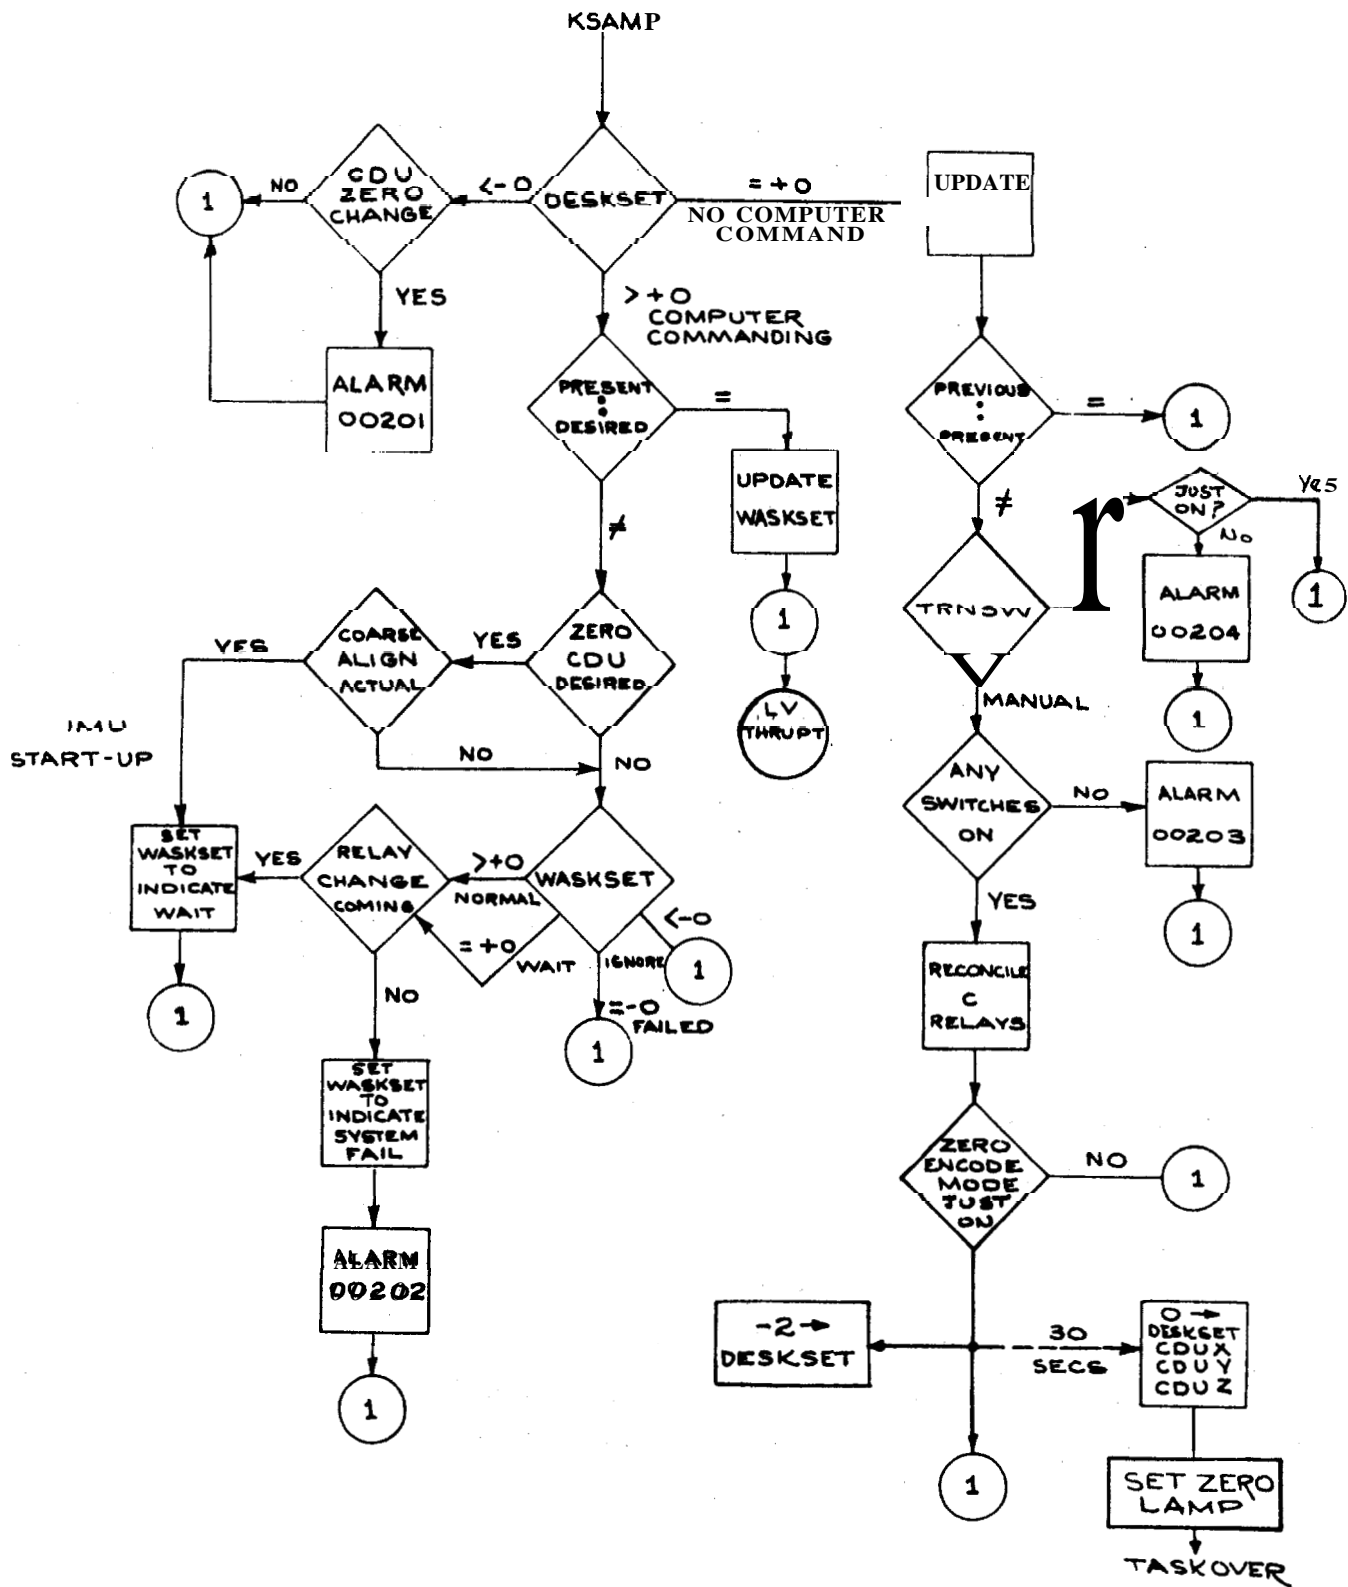 KSAMP
CDU
ZERO
CHANGE
NO
1
<-0
DESKSET
= +0
NO COMPUTER
COMMAND
UPDATE
YES
ALARM
00201
> +0
COMPUTER
COMMANDING
PRESENT
:
DESIRED
=
UPDATE
WASKSET
1
LV
THRUPT
PREVIOUS
:
PRESENT
=
1
≠
TRNSW
r
JUST
ON?
Yes
1
No
ALARM
00204
1
≠
ZERO
CDU
DESIRED
YES
COARSE
ALIGN
ACTUAL
YES
IMU
START-UP
NO
NO
MANUAL
ANY
SWITCHES
ON
NO
ALARM
00203
1
WASKSET
>+0
NORMAL
RELAY
CHANGE
COMING
YES
SET
WASKSET
TO
INDICATE
WAIT
1
= +0
WAIT
IGNORE
<-0
1
=-0
FAILED
1
NO
SET
WASKSET
TO
INDICATE
SYSTEM
FAIL
ALARM
00202
1
YES
RECONCILE
C
RELAYS
ZERO
ENCODE
MODE
JUST
ON
NO
1
-2→
DESKSET
30
SECS
0 →
DESKSET
CDUX
CDUY
CDUZ
1
SET ZERO
LAMP
TASKOVER